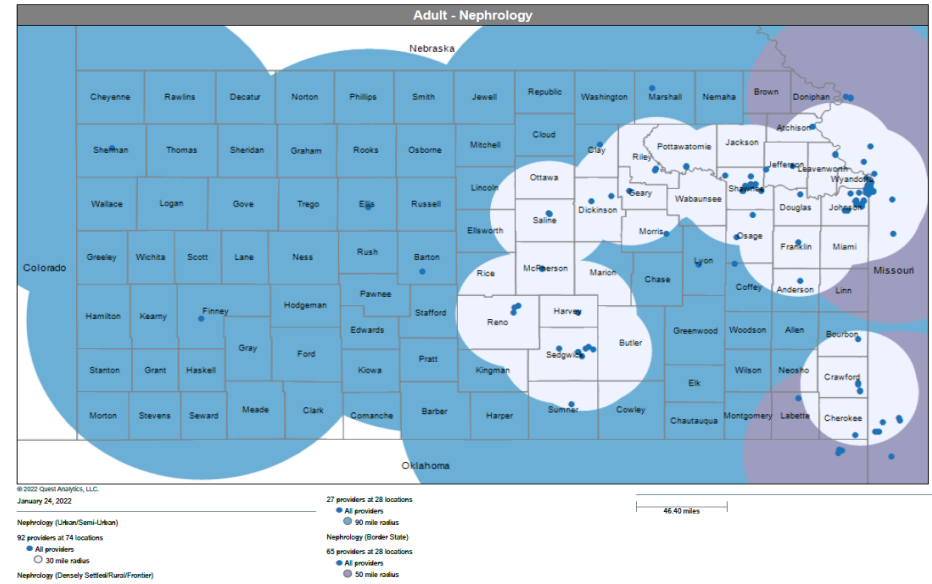 Adult - Nephrology
Nebraska
Cheyenne Rawlins Decatur Norton Phillips Smith Jewell Republic Washington Marshall Nemaha Brown Doniphan
Atchison
Sherman Thomas Sheridan Graham Rooks Osborne Mitchell Cloud Clay Riley Pottawatomie Jackson
Jefferson Leavenworth
Wyandotte
Lincoln Ottawa Geary Wabaunsee Shawnee
Wallace Logan Gove Trego Ellis Russell Saline Dickinson Douglas Johnson
Ellsworth Morris Osage
Franklin Miami
Greeley Wichita Scott Lane Ness Rush Barton Rice McPherson Marion Chase Lyon
Colorado
Missouri
Coffey Anderson Linn
Pawnee
Hamilton Kearny Finney Hodgeman Stafford Reno Harvey
Edwards Greenwood Woodson Allen Bourbon
Gray Ford Sedgwick Butler
Stanton Grant Haskell Kiowa Pratt Kingman Elk Wilson Neosho Crawford
Morton Stevens Seward Meade Clark Comanche Barber Harper Sumner Cowley Chautauqua Montgomery Labette Cherokee
Oklahoma
© 2022 Quest Analytics, LLC.
January 24, 2022
Nephrology (Urban/Semi-Urban)
92 providers at 74 locations
All providers
30 mile radius
Nephrology (Densely Settled/Rural/Frontier)
27 providers at 28 locations
All providers
90 mile radius
Nephrology (Border State)
65 providers at 28 locations
All providers
50 mile radius
46.40 miles